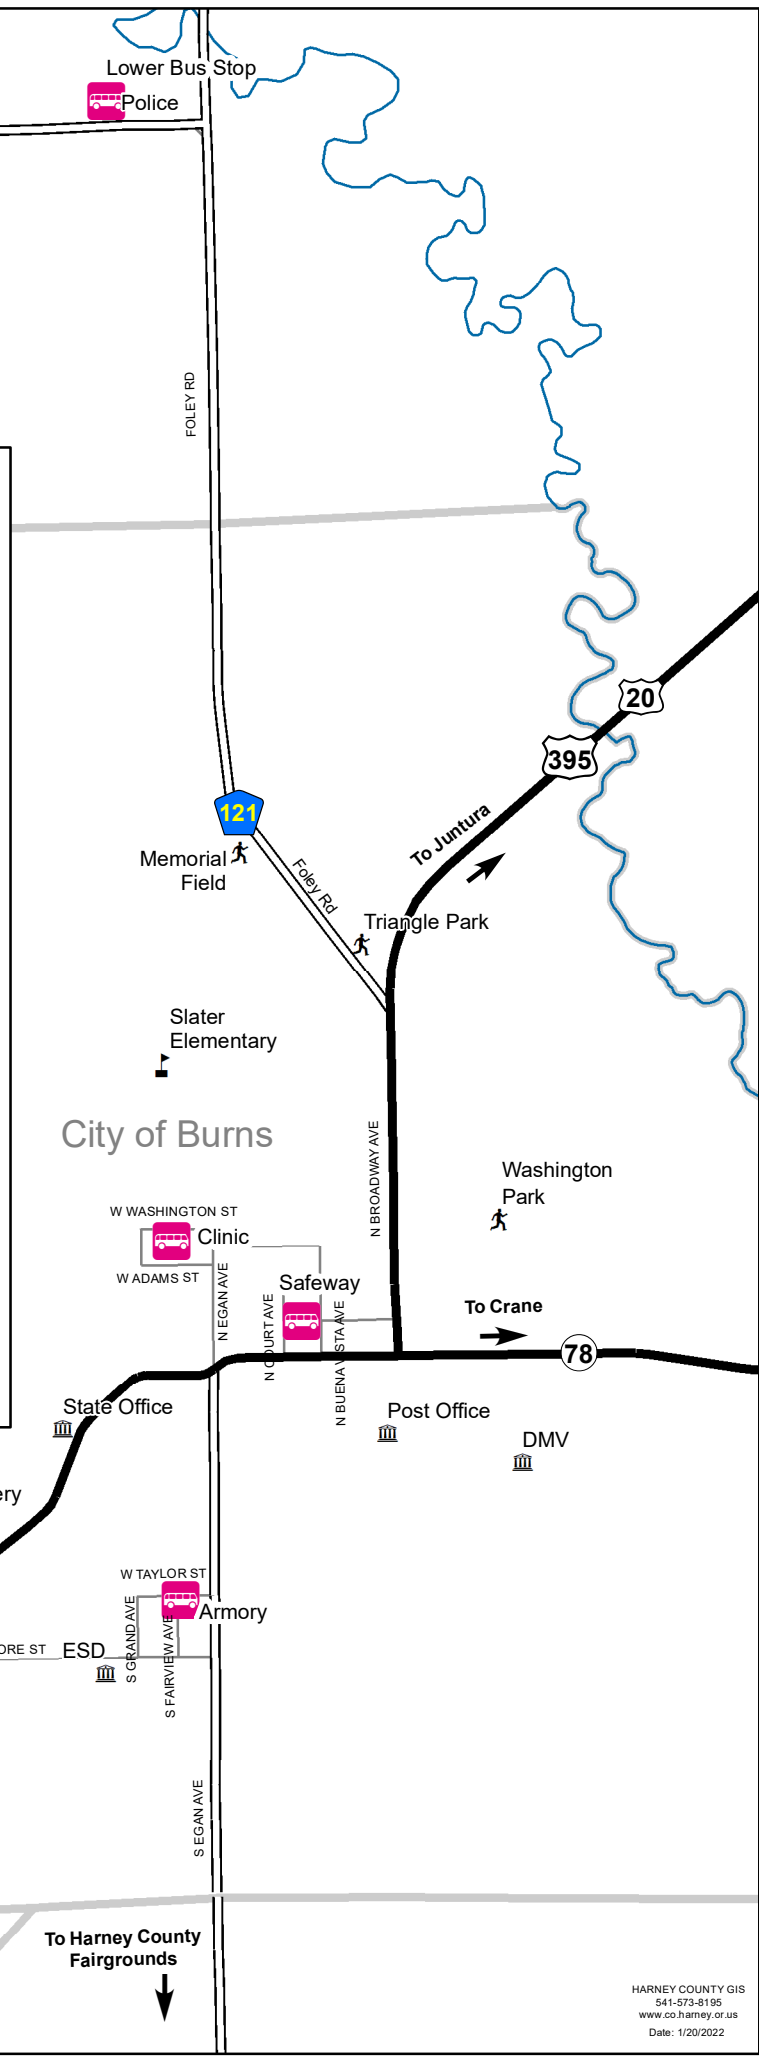 Lower Bus Stop
Police
FOLEY RD
20
395
121
To Juntura
Memorial
Field
Foley Rd
Triangle Park
Slater
Elementary
City of Burns
N BROADWAY AVE
Washington
Park
W WASHINGTON ST
Clinic
W ADAMS ST
N EGAN AVE
Safeway
N COURT AVE
N BUENA VISTA AVE
To Crane
78
State Office
Post Office
DMV
ery
W TAYLOR ST
Armory
S GRAND AVE
S FAIRVIEW AVE
ORE ST
ESD
S EGAN AVE
To Harney County
Fairgrounds
HARNEY COUNTY GIS
541-573-8195
www.co.harney.or.us
Date: 1/20/2022